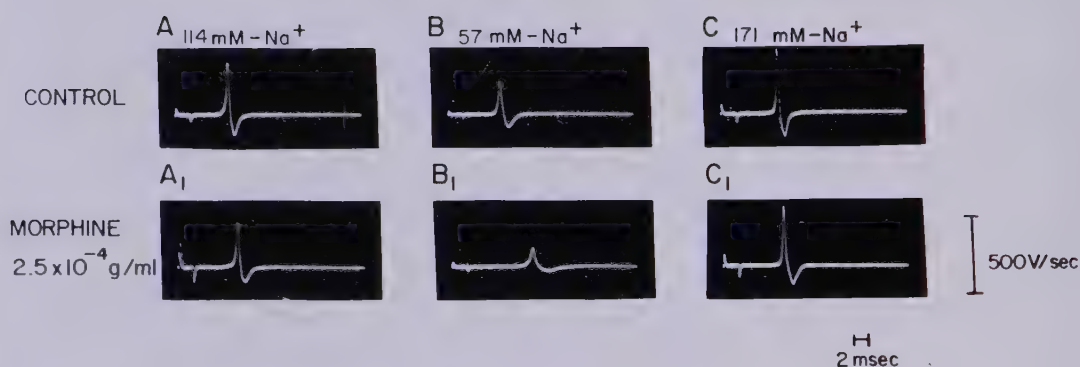 A 114 mM-Na+
B 57 mM-Na+
C 171 mM-Na+
CONTROL
A1
B1
C1
MORPHINE
2.5x10-4 g/ml
500V/sec
2 msec